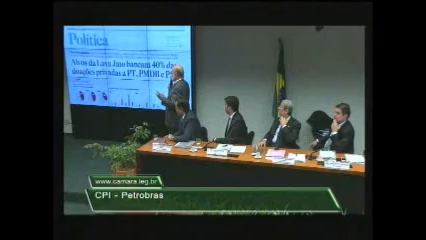 Política
Alvos da Lava Jato bancam 40% das
doações privadas a PT, PMDB e P
www.camara.leg.br
CPI - Petrobras